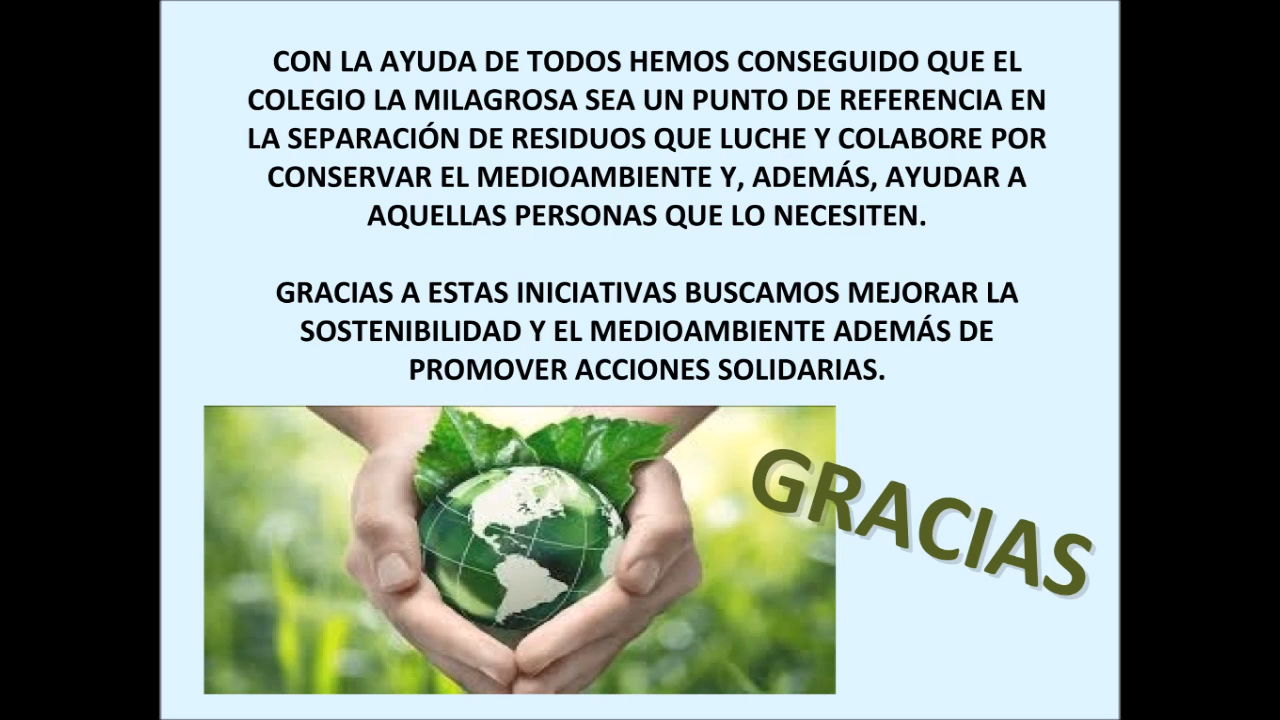 CON LA AYUDA DE TODOS HEMOS CONSEGUIDO QUE EL
COLEGIO LA MILAGROSA SEA UN PUNTO DE REFERENCIA EN
LA SEPARACIÓN DE RESIDUOS QUE LUCHE Y COLABORE POR
CONSERVAR EL MEDIOAMBIENTE Y, ADEMÁS, AYUDAR A
AQUELLAS PERSONAS QUE LO NECESITEN.
GRACIAS A ESTAS INICIATIVAS BUSCAMOS MEJORAR LA
SOSTENIBILIDAD Y EL MEDIOAMBIENTE ADEMÁS DE
PROMOVER ACCIONES SOLIDARIAS.
GRACIAS